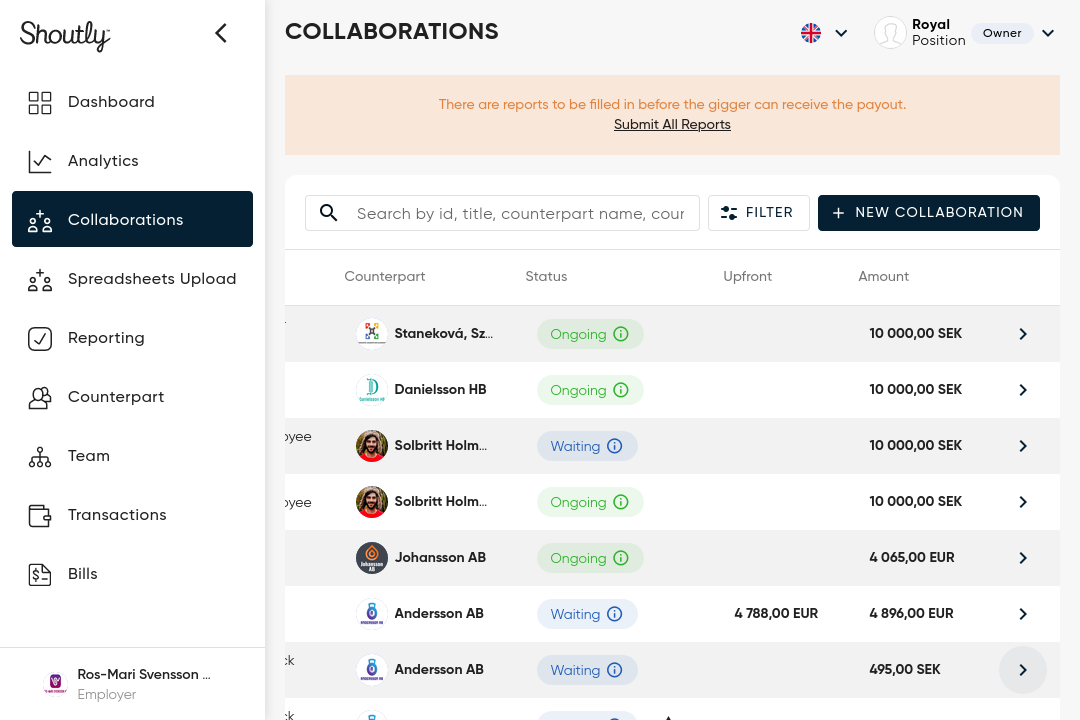 Shoutly
COLLABORATIONS
Royal
Position
Owner
Dashboard
Analytics
Collaborations
Spreadsheets Upload
Reporting
Counterpart
Team
Transactions
Bills
Ros-Mari Svensson ...
Employer
There are reports to be filled in before the gigger can receive the payout.
Submit All Reports
Search by id, title, counterpart name, cour
FILTER
NEW COLLABORATION
Counterpart Status Upfront Amount
Staneková, Sz... Ongoing 10 000,00 SEK
Danielsson HB Ongoing 10 000,00 SEK
oyee Solbritt Holm... Waiting 10 000,00 SEK
oyee Solbritt Holm... Ongoing 10 000,00 SEK
Johansson AB Ongoing 4 065,00 EUR
Andersson AB Waiting 4 788,00 EUR 4 896,00 EUR
ck Andersson AB Waiting 495,00 SEK
ck